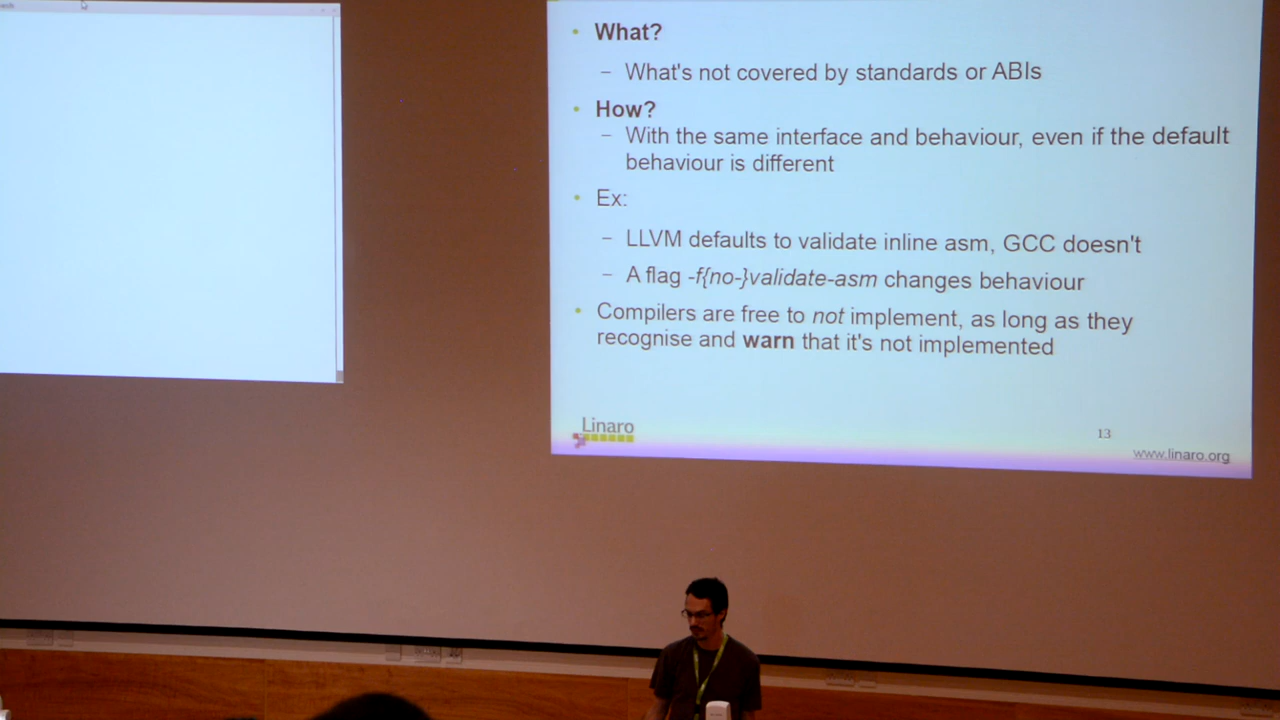 What?
What's not covered by standards or ABIs
How?
With the same interface and behaviour, even if the default
behaviour is different
Ex:
LLVM defaults to validate inline asm, GCC doesn't
A flag -f{no-}validate-asm changes behaviour
Compilers are free to not implement, as long as they
recognise and warn that it's not implemented
Linaro
13
www.linaro.org